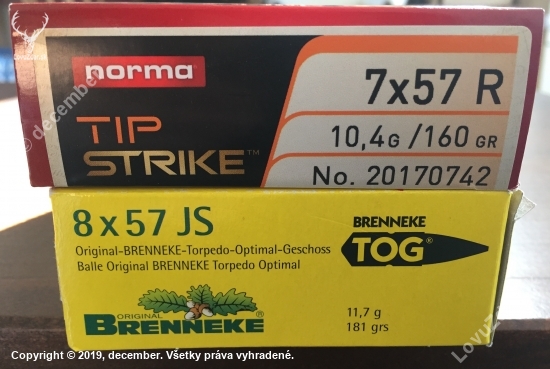 norma
7x57 R
TIP
STRIKE™
10,4G /160 GR
No. 20170742
8 x 57 JS
Original-BRENNEKE-Torpedo-Optimal-Geschoss
Balle Original BRENNEKE Torpedo Optimal
BRENNEKE
TOG®
ORIGINAL
BRENNEKE®
11,7 g
181 grs
Copyright © 2019, december. Všetky práva vyhradené.